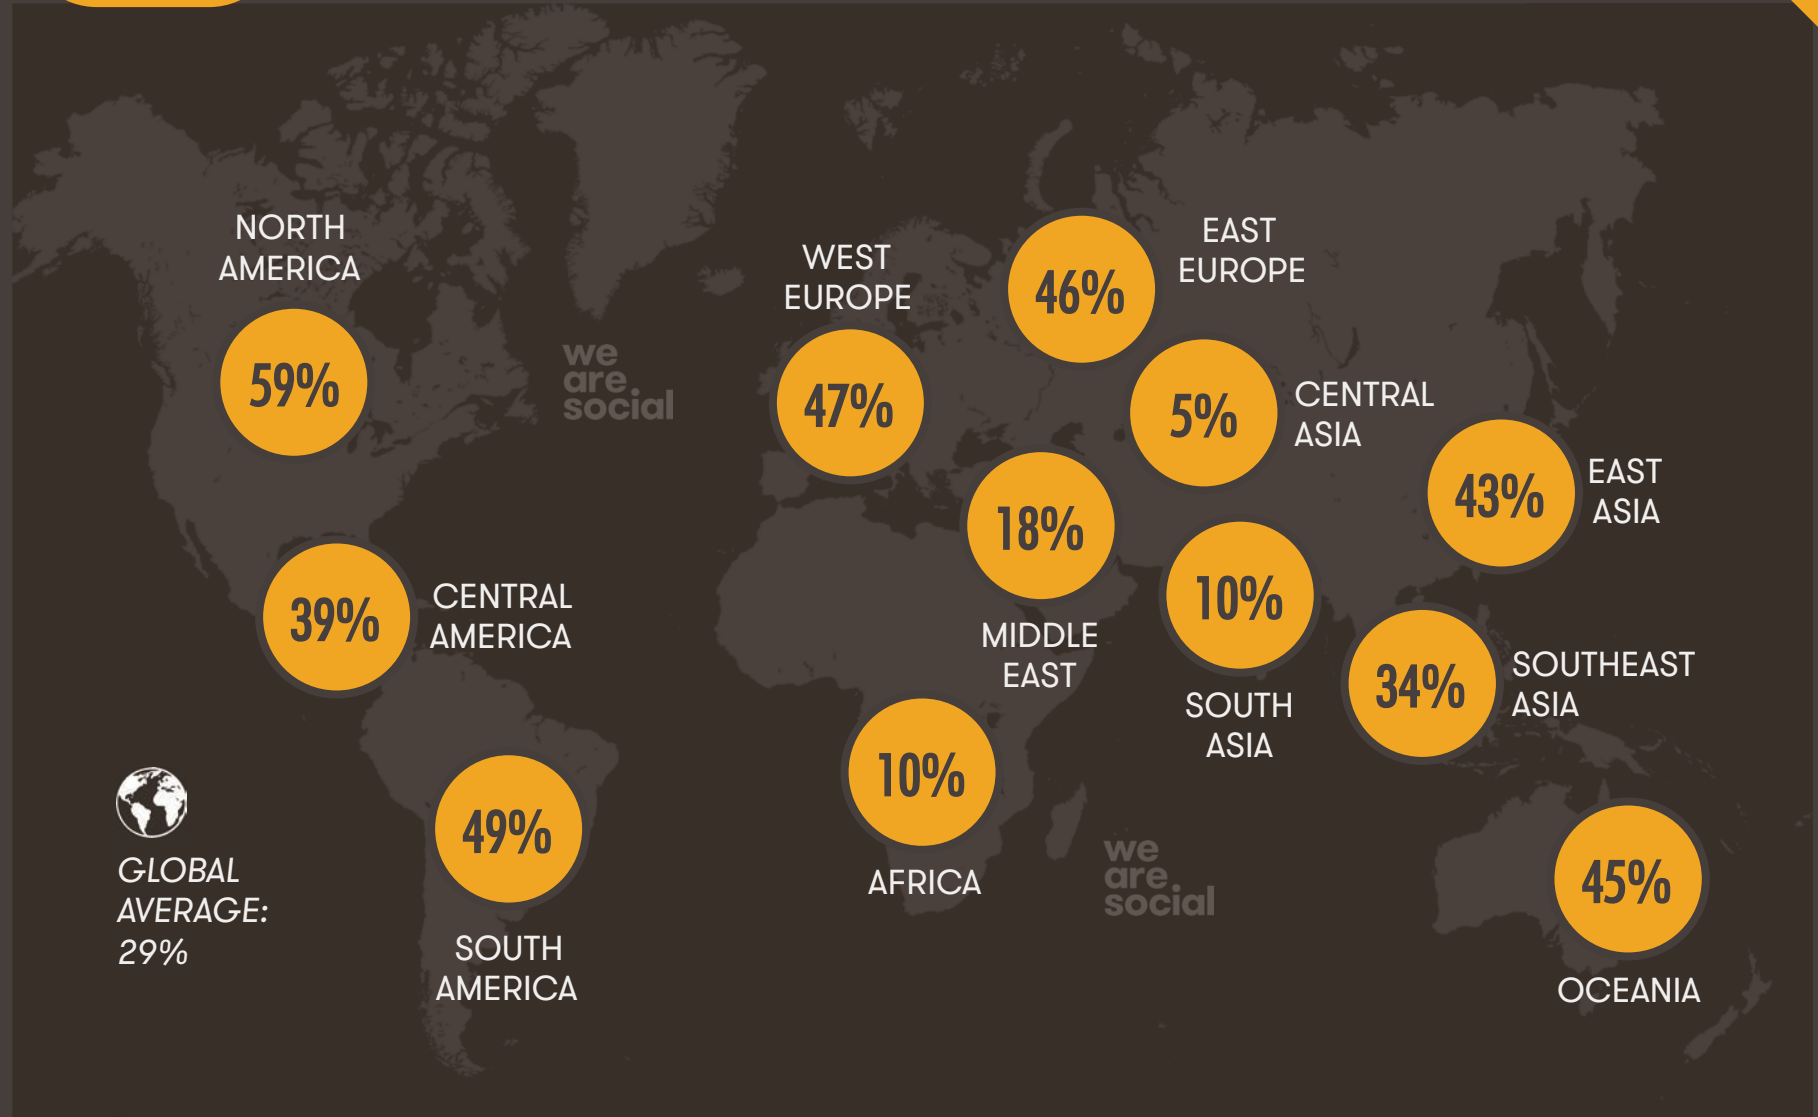 NORTH
AMERICA
59%
WEST
EUROPE
47%
46%
EAST
EUROPE
we
are
social
5%
CENTRAL
ASIA
43%
EAST
ASIA
18%
MIDDLE
EAST
39%
CENTRAL
AMERICA
10%
SOUTH
ASIA
34%
SOUTHEAST
ASIA
10%
AFRICA
49%
SOUTH
AMERICA
GLOBAL
AVERAGE:
29%
we
are
social
45%
OCEANIA